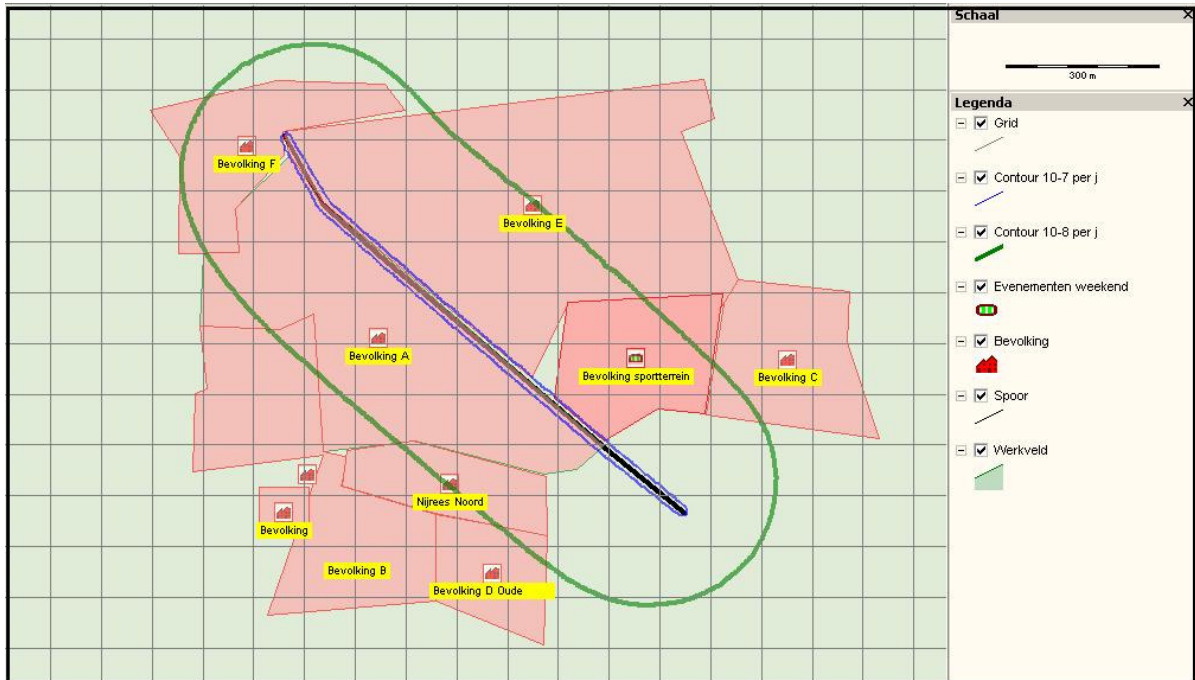 Schaal
300 m
Legenda
Grid
Contour 10-7 per j
Contour 10-8 per j
Evenementen weekend
Bevolking
Spoor
Werkveld
Bevolking F
Bevolking E
Bevolking A
Bevolking sportterrein
Bevolking C
Nijrees Noord
Bevolking
Bevolking B
Bevolking D Oude